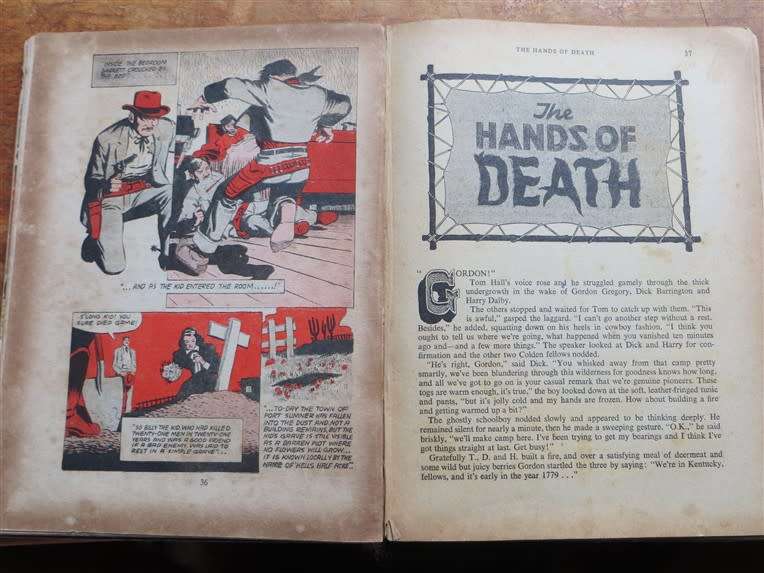 INSIDE THE BEDROOM
GARRETT CROUCHED BY
THE BED!
"...AND AS THE KID ENTERED THE ROOM......!"
S'LONG KID! YOU
SURE DIED GAME!
"SO BILLY THE KID, WHO HAD KILLED
TWENTY-ONE MEN IN TWENTY-ONE
YEARS AND WAS A GOOD FRIEND
IF A BAD ENEMY, WAS LAID TO
REST IN A SIMPLE GRAVE"...
"...TO-DAY THE TOWN OF
FORT SUMNER HAS FALLEN
INTO THE DUST AND NOT A
BUILDING REMAINS, BUT THE
KIDS GRAVE IS STILL VISIBLE
AS A BARREN PLOT WHERE
NO FLOWERS WILL GROW...
IT IS KNOWN LOCALLY BY THE
NAME OF 'HELL'S HALF ACRE'".
36
THE HANDS OF DEATH 37
The
HANDS OF
DEATH
"GORDON!"
Tom Hall's voice rose and he struggled gamely through the thick
undergrowth in the wake of Gordon Gregory, Dick Barrington and
Harry Dalby.
The others stopped and waited for Tom to catch up with them. "This
is awful," gasped the laggard. "I can't go another step without a rest.
Besides," he added, squatting down on his heels in cowboy fashion. "I think you
ought to tell us where we're going, what happened when you vanished ten minutes
ago and—and a few more things." The speaker looked at Dick and Harry for con-
firmation and the other two Colden fellows nodded.
"He's right, Gordon," said Dick. "You whisked away from that camp pretty
smartly, we've been blundering through this wilderness for goodness knows how long,
and all we've got to go on is your casual remark that we're genuine pioneers. These
togs are warm enough, it's true," the boy looked down at the soft, leather-fringed tunic
and pants, "but it's jolly cold and my hands are frozen. How about building a fire
and getting warmed up a bit?"
The ghostly schoolboy nodded slowly and appeared to be thinking deeply. He
remained silent for nearly a minute, then he made a sweeping gesture. "O.K.," he said
briskly, "we'll make camp here. I've been trying to get my bearings and I think I've
got things straight at last. Get busy!"
Gratefully T., D. and H. built a fire, and over a satisfying meal of deermeat and
some wild but juicy berries Gordon startled the three by saying: "We're in Kentucky,
fellows, and it's early in the year 1779 . . ."